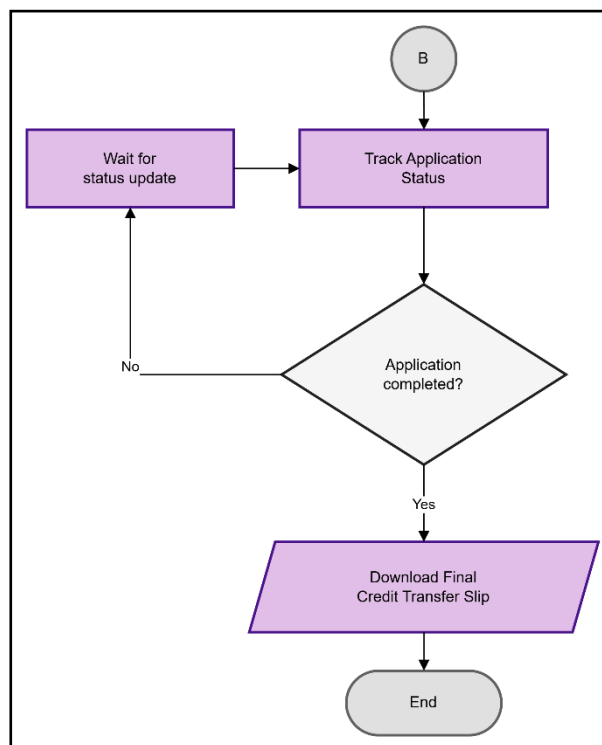 B
Wait for
status update
Track Application
Status
Application
completed?
No
Yes
Download Final
Credit Transfer Slip
End